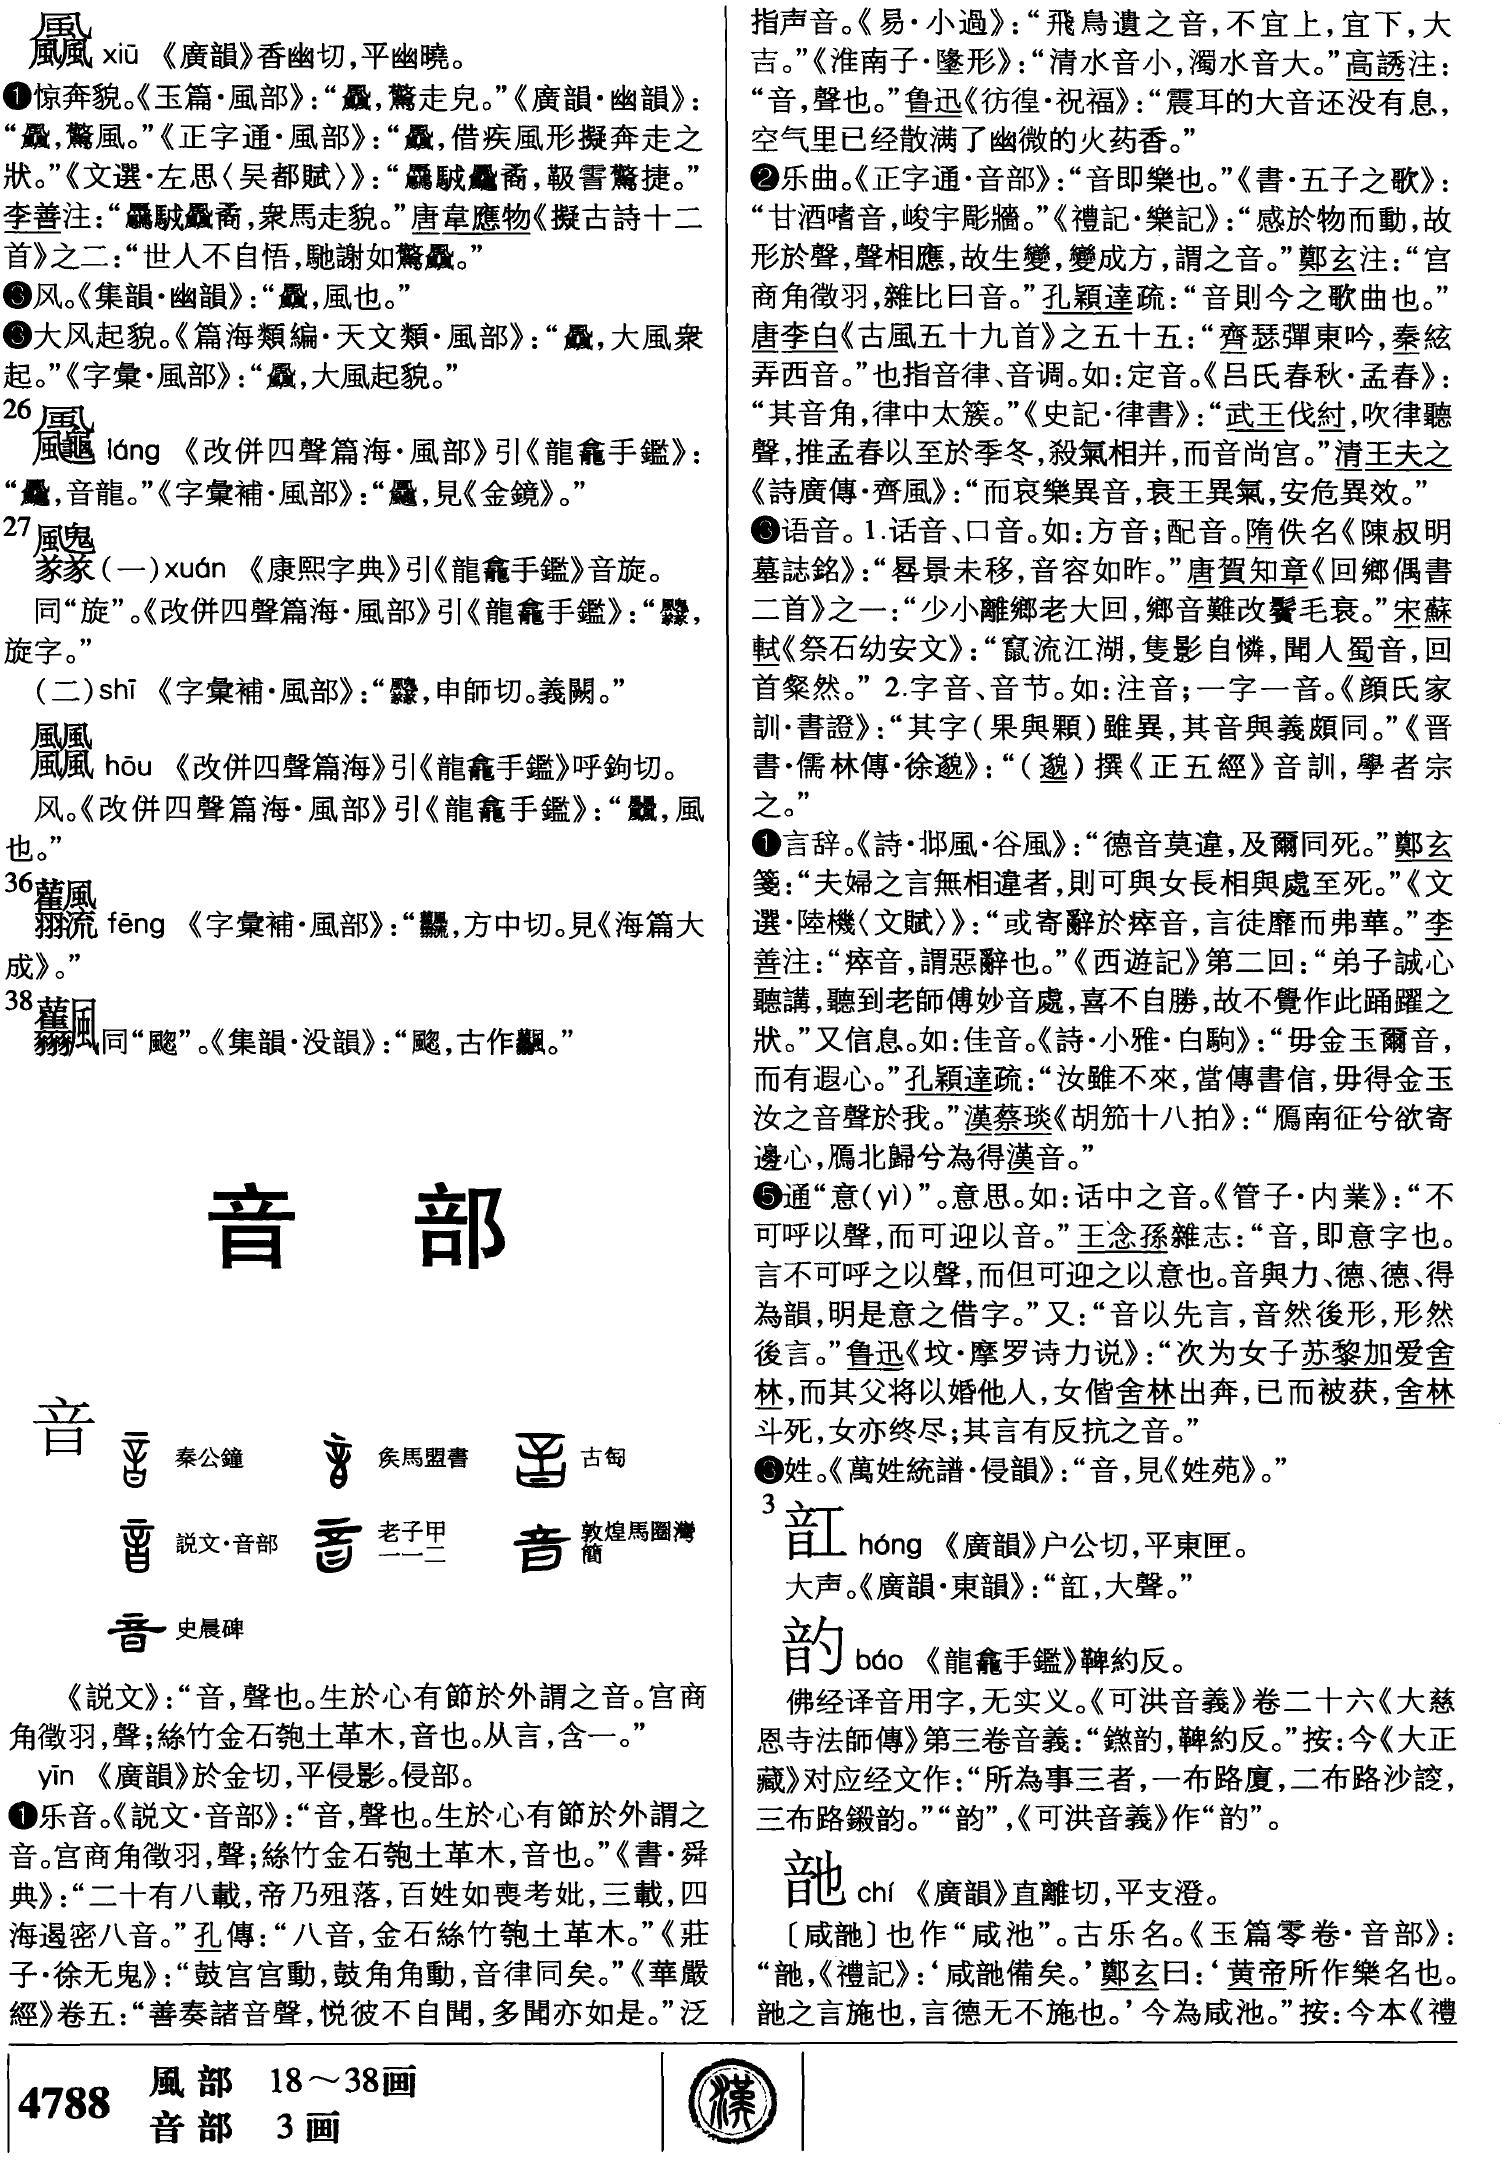 飍 xiū 《廣韻》香幽切,平幽曉。
❶惊奔貌。《玉篇·風部》:“飍,驚走皃。”《廣韻·幽韻》:
“飍,驚風。”《正字通·風部》:“飍,借疾風形擬奔走之
狀。”《文選·左思〈吴都賦〉》:“驫駥飍矞,靸霅驚捷。”
李善注:“驫駥飍矞,衆馬走貌。”唐韋應物《擬古詩十二
首》之二:“世人不自悟,馳謝如驚飍。”
❷风。《集韻·幽韻》:“飍,風也。”
❸大风起貌。《篇海類編·天文類·風部》:“飍,大風衆
起。”《字彙·風部》:“飍,大風起貌。”
26
láng 《改併四聲篇海·風部》引《龍龕手鑑》:
“,音龍。”《字彙補·風部》:“,見《金鏡》。”
27
(一)xuán 《康熙字典》引《龍龕手鑑》音旋。
同“旋”。《改併四聲篇海·風部》引《龍龕手鑑》:“,
旋字。”
(二)shī 《字彙補·風部》:“,申師切。義闕。”
hōu 《改併四聲篇海》引《龍龕手鑑》呼鉤切。
风。《改併四聲篇海·風部》引《龍龕手鑑》:“,風
也。”
36
fēng 《字彙補·風部》:“,方中切。見《海篇大
成》。”
38
同“颮”。《集韻·没韻》:“,古作。”
音 部
音
秦公鐘 矦馬盟書 古匋
説文·音部 老子甲一一二 敦煌馬圈灣簡
史晨碑
《説文》:“音,聲也。生於心有節於外謂之音。宫商
角徵羽,聲;絲竹金石匏土革木,音也。从言,含一。”
yīn 《廣韻》於金切,平侵影。侵部。
❶乐音。《説文·音部》:“音,聲也。生於心有節於外謂之
音。宫商角徵羽,聲;絲竹金石匏土革木,音也。”《書·舜
典》:“二十有八載,帝乃殂落,百姓如喪考妣,三載,四
海遏密八音。”孔傳:“八音,金石絲竹匏土革木。”《莊
子·徐无鬼》:“鼓宫宫動,鼓角角動,音律同矣。”《華嚴
經》卷五:“善奏諸音聲,悦彼不自聞,多聞亦如是。”泛
指声音。《易·小過》:“飛鳥遺之音,不宜上,宜下,大
吉。”《淮南子·墬形》:“清水音小,濁水音大。”高誘注:
“音,聲也。”鲁迅《彷徨·祝福》:“震耳的大音还没有息,
空气里已经散满了幽微的火药香。”
❷乐曲。《正字通·音部》:“音即樂也。”《書·五子之歌》:
“甘酒嗜音,峻宇彫牆。”《禮記·樂記》:“感於物而動,故
形於聲,聲相應,故生變,變成方,謂之音。”鄭玄注:“宫
商角徵羽,雜比曰音。”孔穎達疏:“音則今之歌曲也。”
唐李白《古風五十九首》之五十五:“齊瑟彈東吟,秦絃
弄西音。”也指音律、音调。如:定音。《吕氏春秋·孟春》:
“其音角,律中太簇。”《史記·律書》:“武王伐紂,吹律聽
聲,推孟春以至於季冬,殺氣相并,而音尚宫。”清王夫之
《詩廣傳·齊風》:“而哀樂異音,衰王異氣,安危異效。”
❸语音。1.话音、口音。如:方音;配音。隋佚名《陳叔明
墓誌銘》:“晷景未移,音容如昨。”唐賀知章《回鄉偶書
二首》之一:“少小離鄉老大回,鄉音難改鬢毛衰。”宋蘇
軾《祭石幼安文》:“竄流江湖,隻影自憐,聞人蜀音,回
首粲然。” 2.字音、音节。如:注音;一字一音。《顔氏家
訓·書證》:“其字(果與顆)雖異,其音與義頗同。”《晋
書·儒林傳·徐邈》:“(邈)撰《正五經》音訓,學者宗
之。”
❹言辞。《詩·邶風·谷風》:“德音莫違,及爾同死。”鄭玄
箋:“夫婦之言無相違者,則可與女長相與處至死。”《文
選·陸機〈文賦〉》:“或寄辭於瘁音,言徒靡而弗華。”李
善注:“瘁音,謂惡辭也。”《西遊記》第二回:“弟子誠心
聽講,聽到老師傅妙音處,喜不自勝,故不覺作此踊躍之
狀。”又信息。如:佳音。《詩·小雅·白駒》:“毋金玉爾音,
而有遐心。”孔穎達疏:“汝雖不來,當傳書信,毋得金玉
汝之音聲於我。”漢蔡琰《胡笳十八拍》:“鴈南征兮欲寄
邊心,鴈北歸兮為得漢音。”
❺通“意(yì)”。意思。如:话中之音。《管子·内業》:“不
可呼以聲,而可迎以音。”王念孫雜志:“音,即意字也。
言不可呼之以聲,而但可迎之以意也。音與力、德、德、得
為韻,明是意之借字。”又:“音以先言,音然後形,形然
後言。”鲁迅《坟·摩罗诗力说》:“次为女子苏黎加爱舍
林,而其父将以婚他人,女偕舍林出奔,已而被获,舍林
斗死,女亦终尽;其言有反抗之音。”
❻姓。《萬姓統譜·侵韻》:“音,見《姓苑》。”
3
䪦 hóng 《廣韻》户公切,平東匣。
大声。《廣韻·東韻》:“䪦,大聲。”
韵 báo 《龍龕手鑑》鞞約反。
佛经译音用字,无实义。《可洪音義》卷二十六《大慈
恩寺法師傳》第三卷音義:“,鞞約反。”按:今《大正
藏》对应经文作:“所為事三者,一布路廈,二布路沙,
三布路鎩。”“”,《可洪音義》作“”。
䪧 chí 《廣韻》直離切,平支澄。
〔咸䪧〕也作“咸池”。古乐名。《玉篇零卷·音部》:
“䪧,《禮記》:‘咸䪧備矣。’鄭玄曰:‘黄帝所作樂名也。
䪧之言施也,言德无不施也。’今為咸池。”按:今本《禮
4788
風部 18～38画
音部 3画
漢